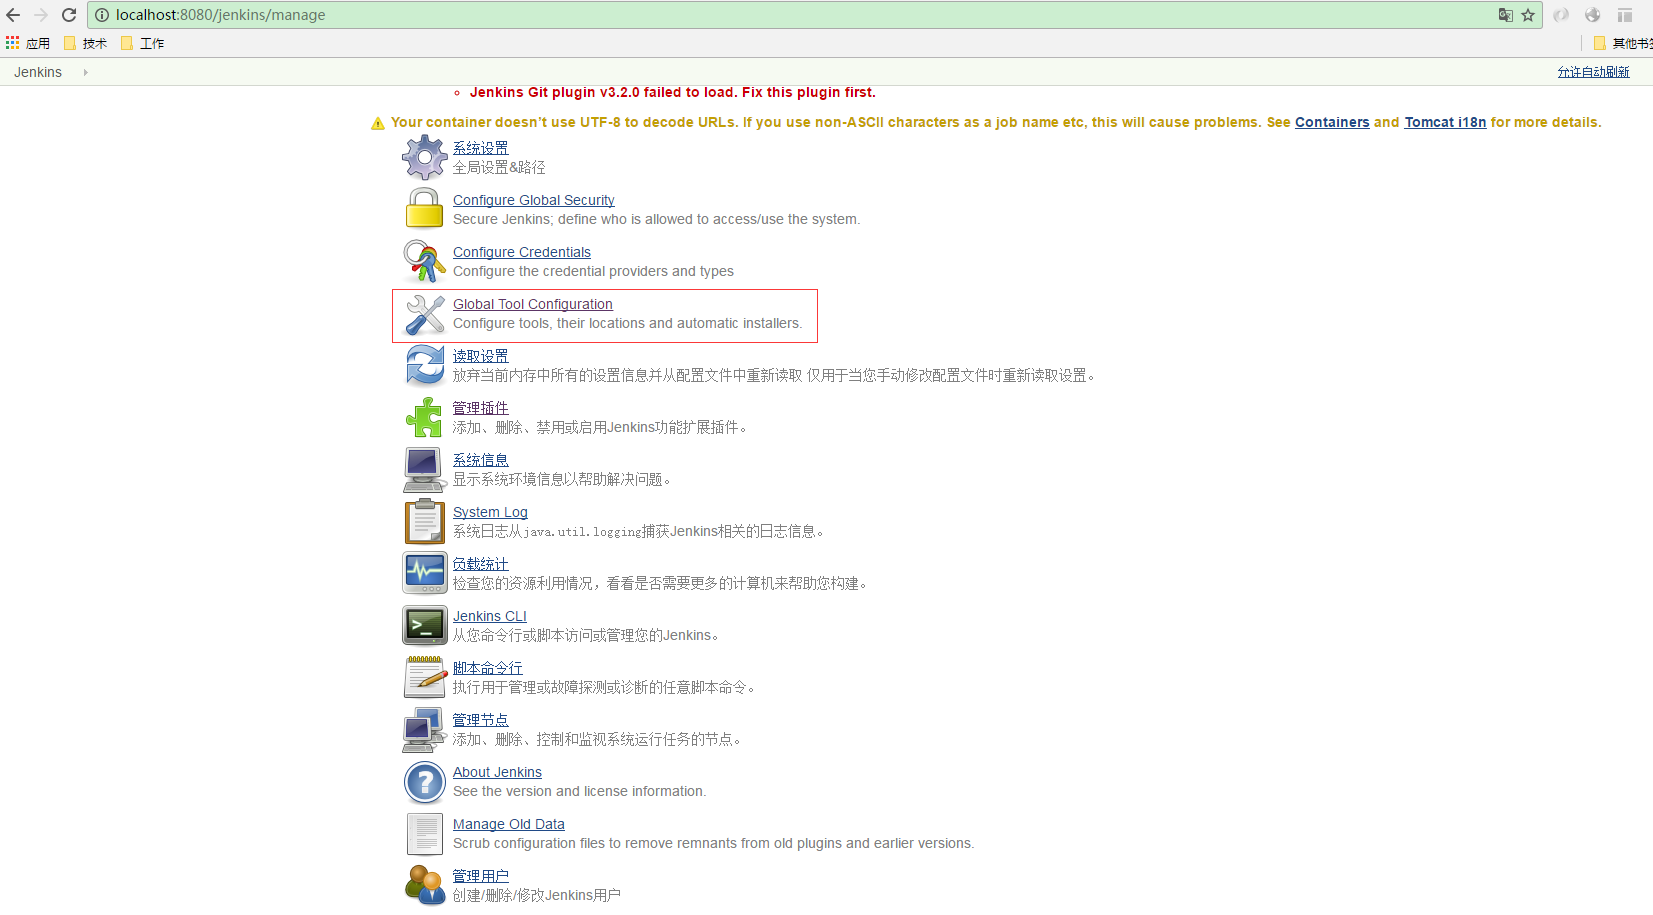 localhost:8080/jenkins/manage
应用 技术 工作 其他书签
Jenkins 允许自动刷新
Jenkins Git plugin v3.2.0 failed to load. Fix this plugin first.
Your container doesn't use UTF-8 to decode URLs. If you use non-ASCII characters as a job name etc, this will cause problems. See Containers and Tomcat i18n for more details.
系统设置
全局设置&路径
Configure Global Security
Secure Jenkins; define who is allowed to access/use the system.
Configure Credentials
Configure the credential providers and types
Global Tool Configuration
Configure tools, their locations and automatic installers.
读取设置
放弃当前内存中所有的设置信息并从配置文件中重新读取 仅用于当您手动修改配置文件时重新读取设置。
管理插件
添加、删除、禁用或启用Jenkins功能扩展插件。
系统信息
显示系统环境信息以帮助解决问题。
System Log
系统日志从java.util.logging捕获Jenkins相关的日志信息。
负载统计
检查您的资源利用情况，看看是否需要更多的计算机来帮助您构建。
Jenkins CLI
从您命令行或脚本访问或管理您的Jenkins。
脚本命令行
执行用于管理或故障探测或诊断的任意脚本命令。
管理节点
添加、删除、控制和监视系统运行任务的节点。
About Jenkins
See the version and license information.
Manage Old Data
Scrub configuration files to remove remnants from old plugins and earlier versions.
管理用户
创建/删除/修改Jenkins用户